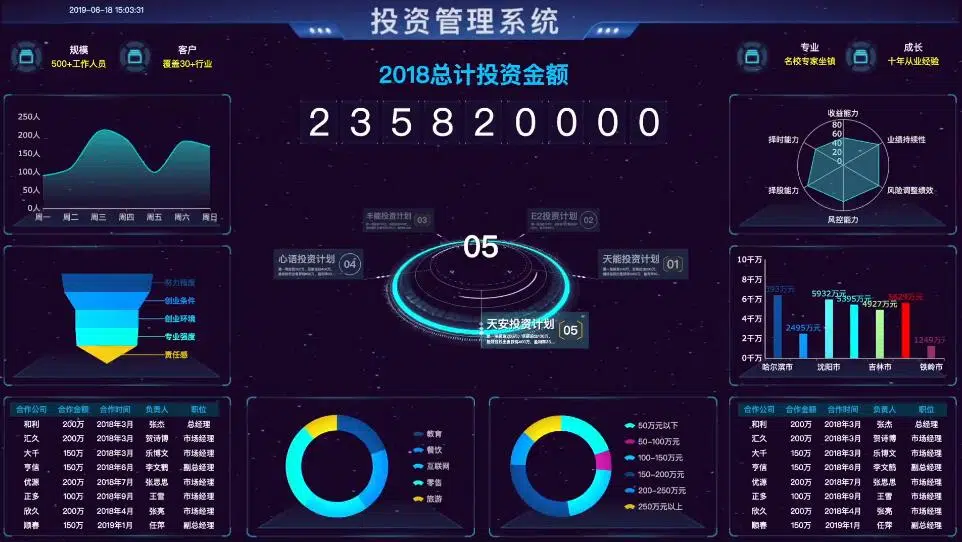 2019-06-18 15:03:31
投资管理系统
规模
500+工作人员
客户
覆盖30+行业
专业
名校专家坐镇
成长
十年从业经验
2018总计投资金额
235820000
250人
200人
150人
100人
50人
0人
周一 周二 周三 周四 周五 周六 周日
丰能投资计划 03
E2投资计划 02
心语投资计划 04
05
天能投资计划 01
天安投资计划 05
收益能力
80
60
40
20
0
择时能力
业绩持续性
择股能力
风险调整绩效
风控能力
努力程度
创业条件
创业环境
专业强度
责任感
10千万
8千万
6千万
4千万
2千万
0千万
2495万元
5932万元
5395万元
4927万元
哈尔滨市 沈阳市 吉林市 铁岭市
合作公司 合作金额 合作时间 负责人 职位
和利 200万 2018年3月 张杰 总经理
汇久 200万 2018年3月 贺诗博 市场经理
大千 150万 2018年3月 乐博文 市场经理
亨信 150万 2018年6月 李文鹤 副总经理
优源 200万 2018年7月 张思思 市场经理
正多 100万 2018年9月 王雪 市场经理
欣久 200万 2018年4月 张亮 市场经理
顺春 150万 2019年1月 任萍 副总经理
教育
餐饮
互联网
零售
旅游
50万元以下
50-100万元
100-150万元
150-200万元
200-250万元
250万元以上
合作公司 合作金额 合作时间 负责人 职位
和利 200万 2018年3月 张杰 总经理
汇久 200万 2018年3月 贺诗博 市场经理
大千 150万 2018年3月 乐博文 市场经理
亨信 150万 2018年6月 李文鹤 副总经理
优源 200万 2018年7月 张思思 市场经理
正多 100万 2018年9月 王雪 市场经理
欣久 200万 2018年4月 张亮 市场经理
顺春 150万 2019年1月 任萍 副总经理